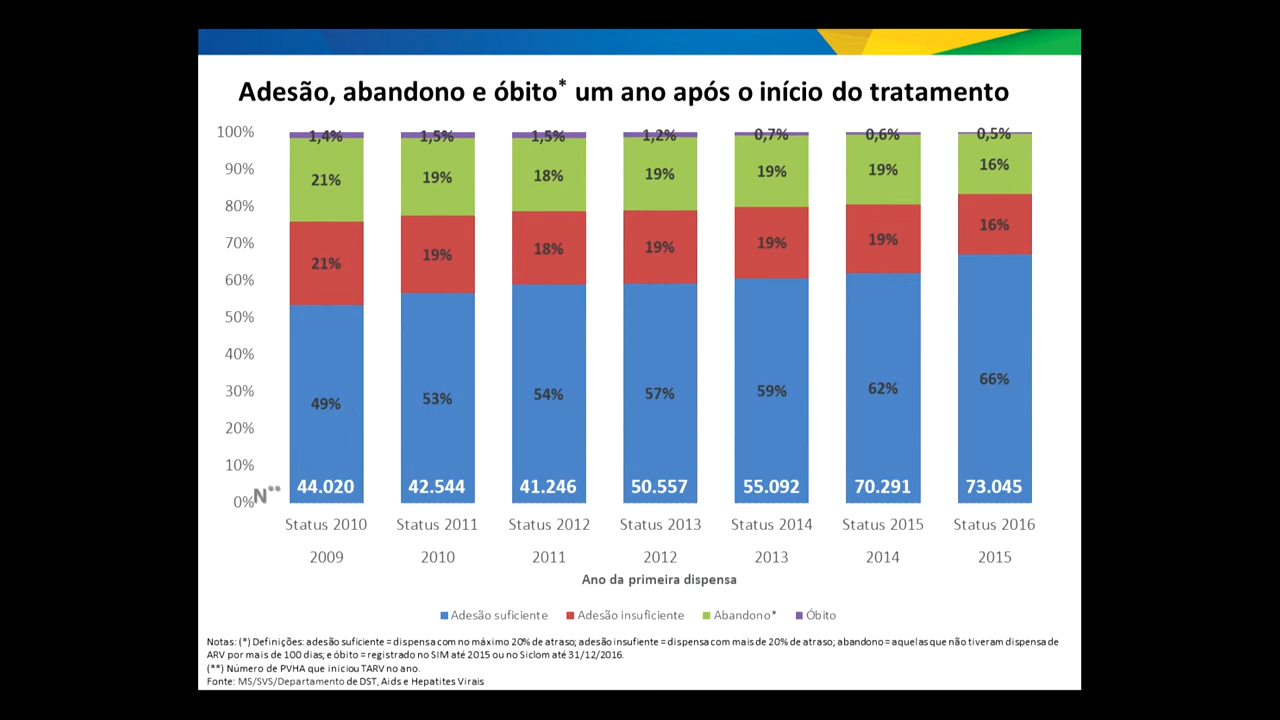 Adesão, abandono e óbito* um ano após o início do tratamento
100%
90%
80%
70%
60%
50%
40%
30%
20%
10%
0%
N**
1,4% 1,5% 1,5% 1,2% 0,7% 0,6% 0,5%
21% 19% 18% 19% 19% 19% 16%
21% 19% 18% 19% 19% 19% 16%
49% 53% 54% 57% 59% 62% 66%
44.020 42.544 41.246 50.557 55.092 70.291 73.045
Status 2010 Status 2011 Status 2012 Status 2013 Status 2014 Status 2015 Status 2016
2009 2010 2011 2012 2013 2014 2015
Ano da primeira dispensa
Adesão suficiente Adesão insuficiente Abandono* Óbito
Notas: (*) Definições: adesão suficiente = dispensa com no máximo 20% de atraso; adesão insufiente = dispensa com mais de 20% de atraso; abandono = aquelas que não tiveram dispensa de
ARV por mais de 100 dias; e óbito = registrado no SIM até 2015 ou no Siclom até 31/12/2016.
(**) Número de PVHA que iniciou TARV no ano.
Fonte: MS/SVS/Departamento de DST, Aids e Hepatites Virais